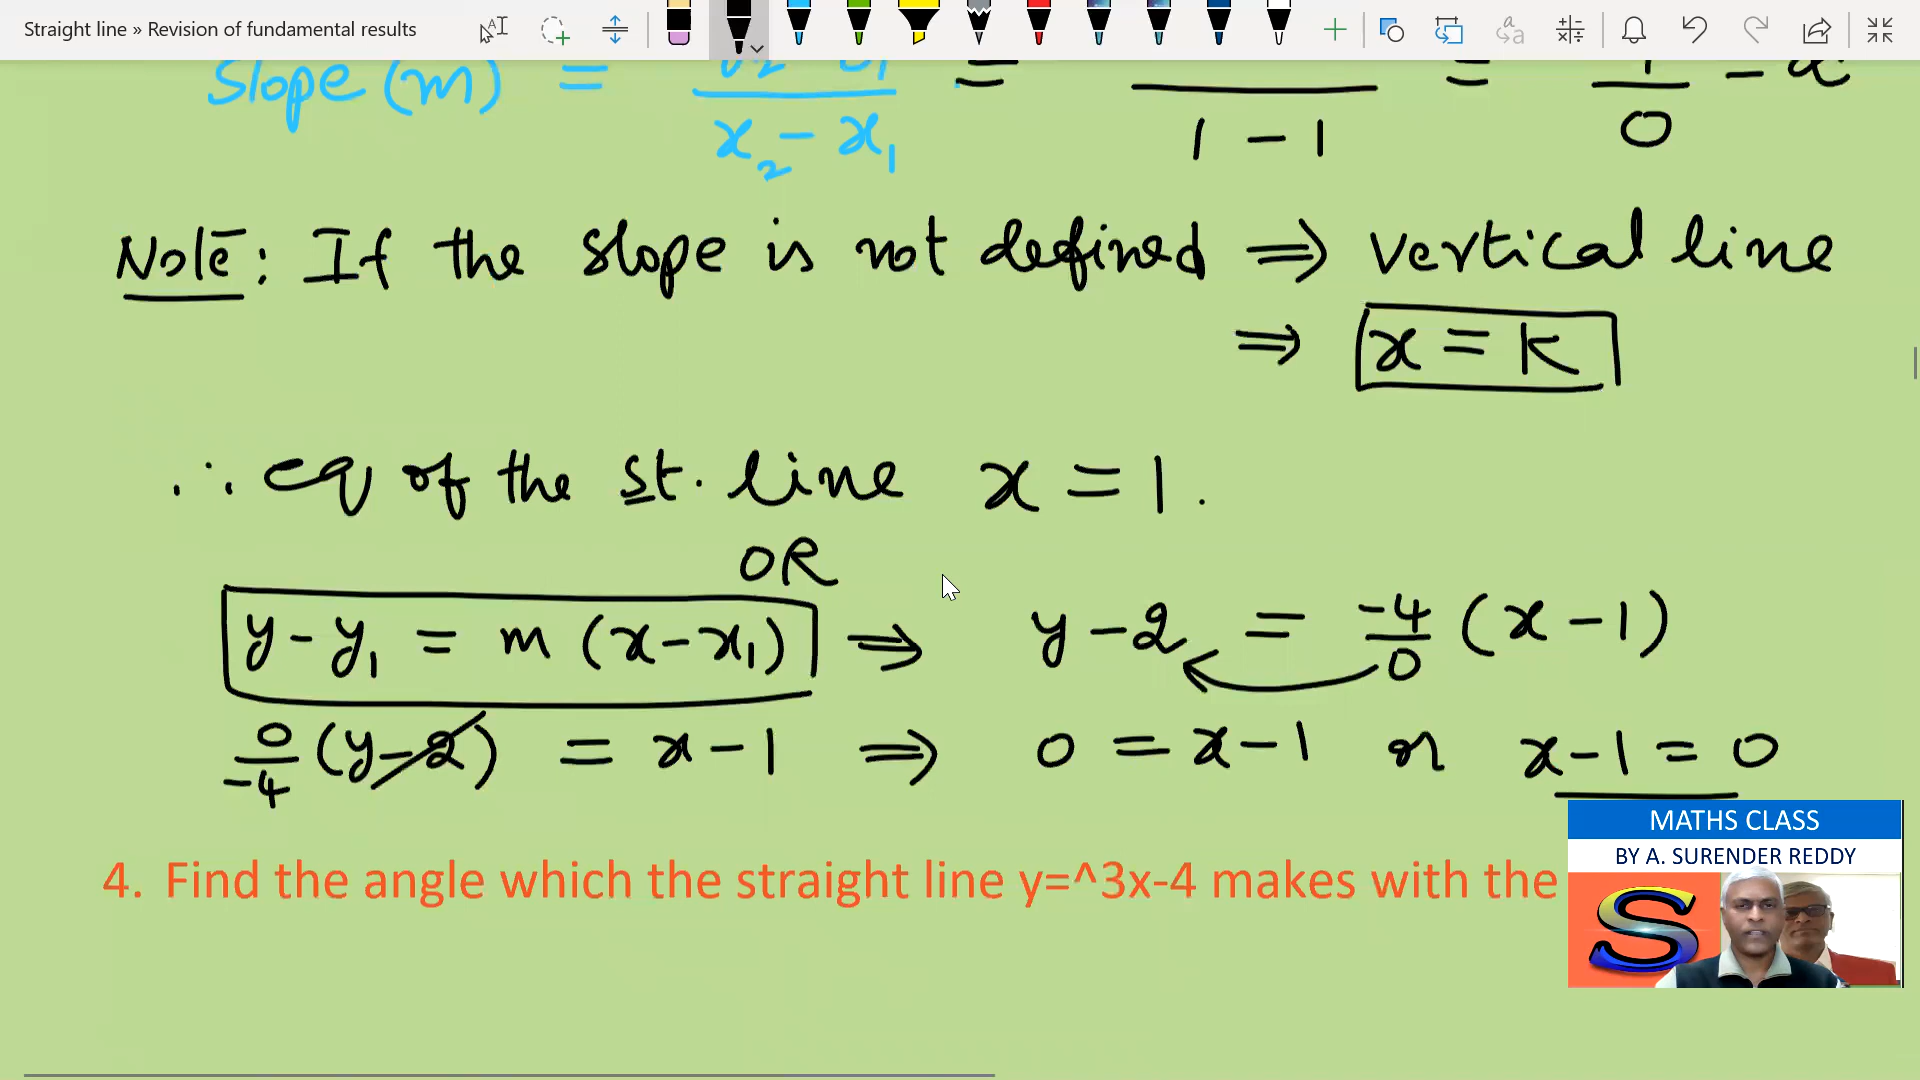 Straight line » Revision of fundamental results
Slope (m) = y₂ - y₁ / x₂ - x₁ = / 1 - 1 = / 0
Note: If the slope is not defined ⇒ vertical line
⇒ x = k
∴ eq of the st. line x = 1.
OR
y - y₁ = m (x - x₁) ⇒ y - 2 = -4/0 (x - 1)
0/-4 (y - 2) = x - 1 ⇒ 0 = x - 1 or x - 1 = 0
4. Find the angle which the straight line y=^3x-4 makes with the
MATHS CLASS
BY A. SURENDER REDDY
S